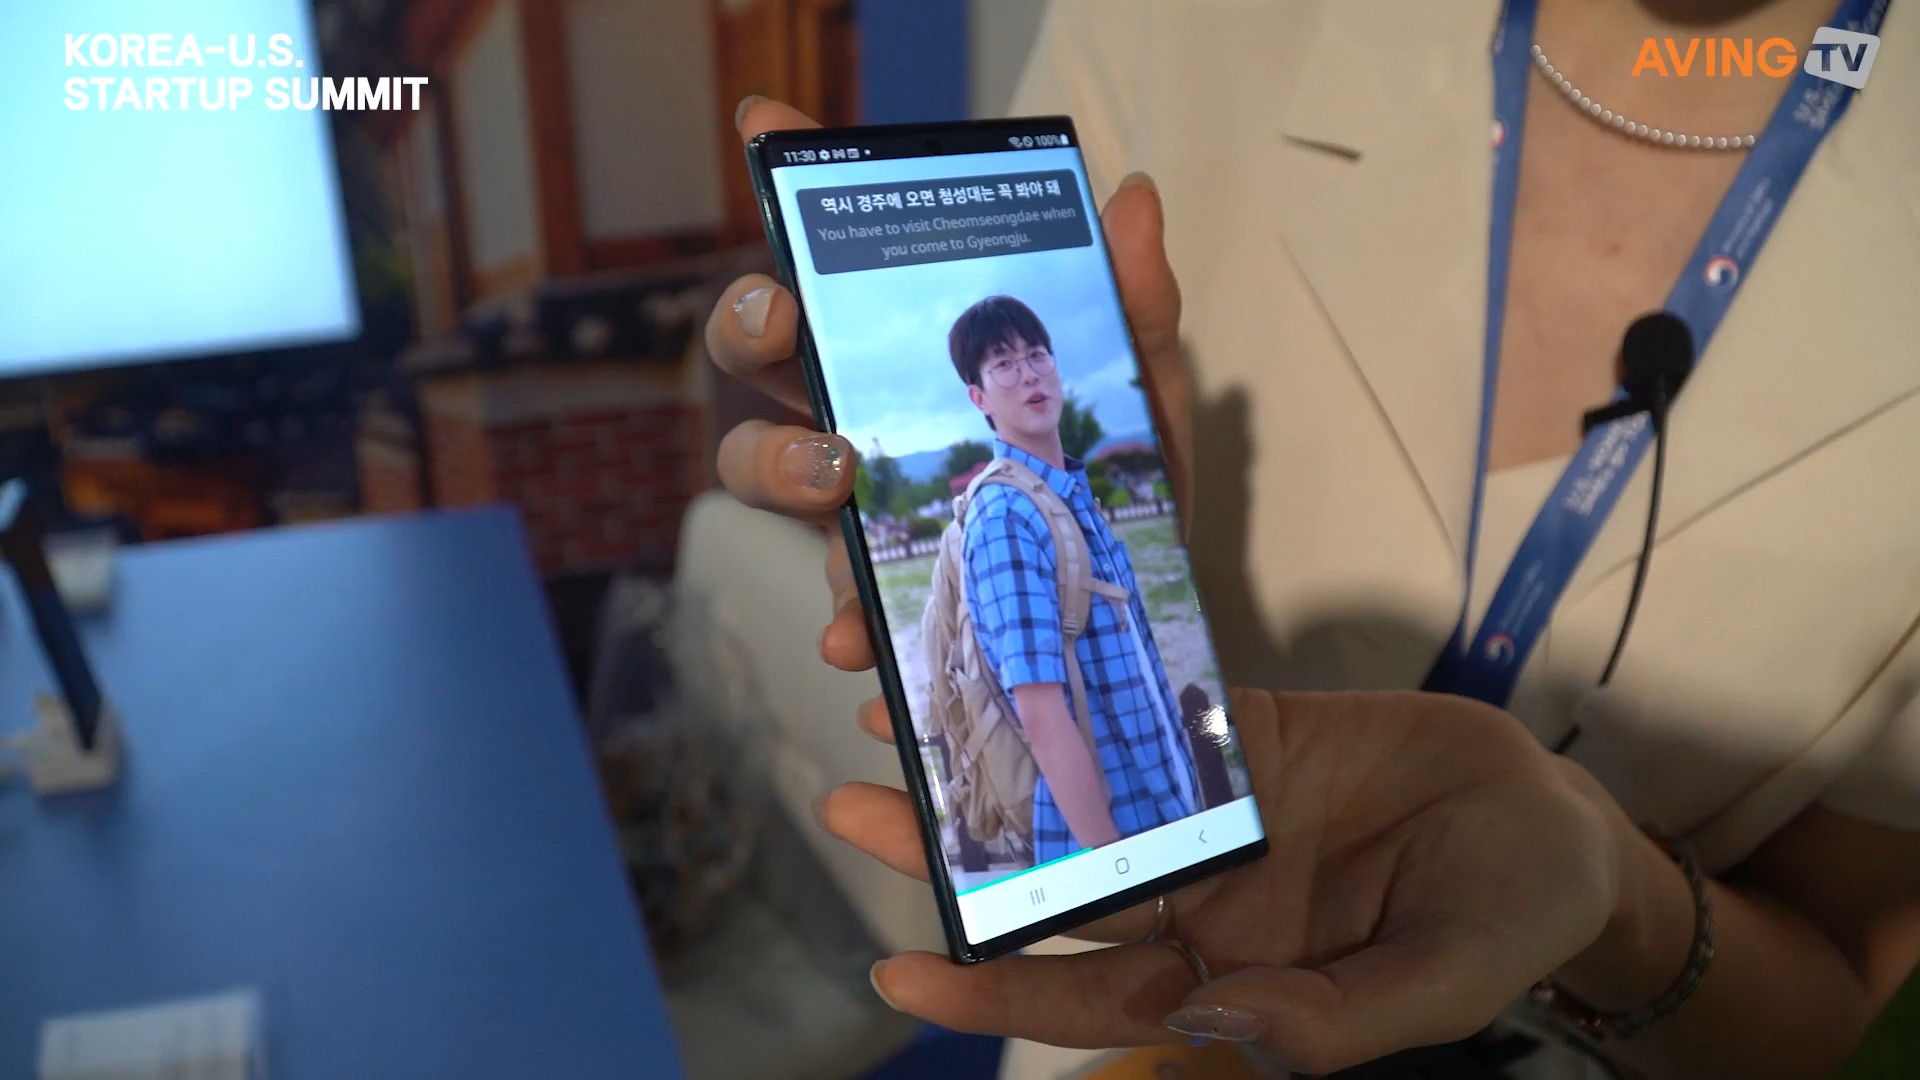 KOREA-U.S.
STARTUP SUMMIT
AVING TV
11:30
100%
역시 경주에 오면 첨성대는 꼭 봐야 돼
You have to visit Cheomseongdae when
you come to Gyeongju.